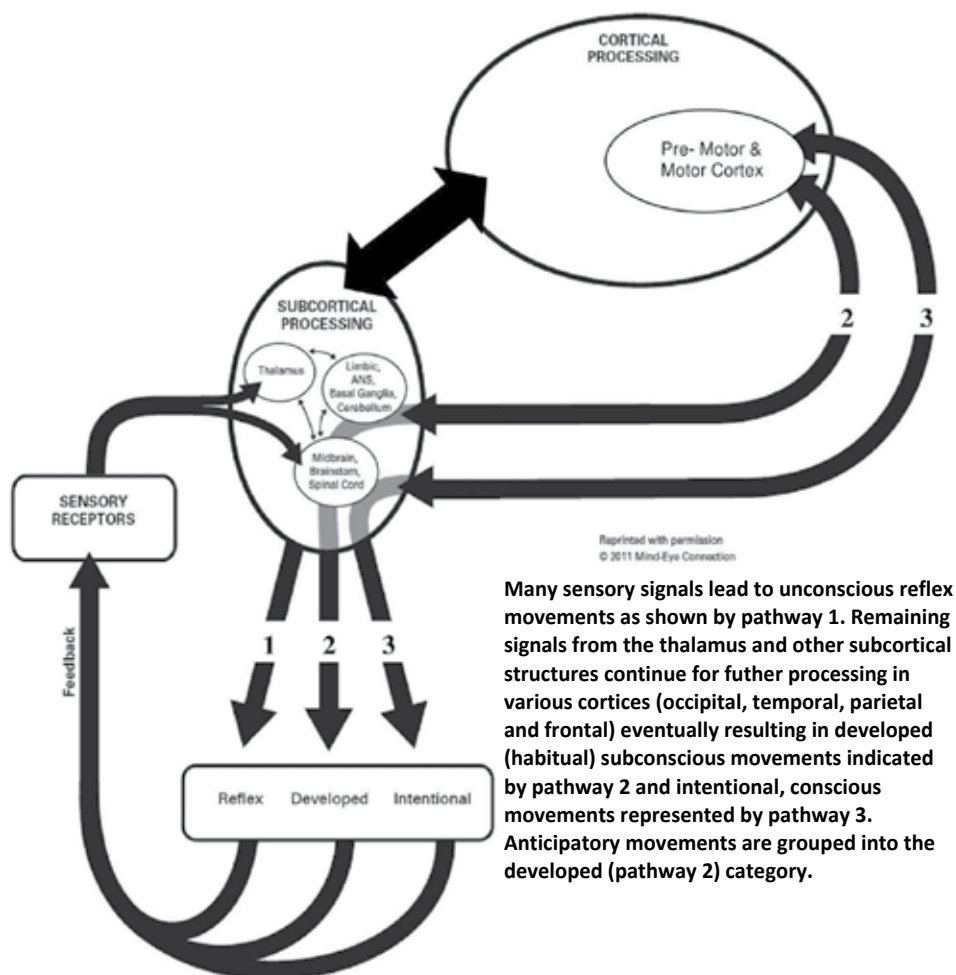 CORTICAL
PROCESSING
Pre- Motor &
Motor Cortex
2
3
SUBCORTICAL
PROCESSING
Thalamus
Limbic,
ANS,
Basal Ganglia,
Cerebellum
Midbrain,
Brainstom,
Spinal Cord
SENSORY
RECEPTORS
Reprinted with permission
© 2011 Mind-Eye Connection
Many sensory signals lead to unconscious reflex
movements as shown by pathway 1. Remaining
signals from the thalamus and other subcortical
structures continue for futher processing in
various cortices (occipital, temporal, parietal
and frontal) eventually resulting in developed
(habitual) subconscious movements indicated
by pathway 2 and intentional, conscious
movements represented by pathway 3.
Anticipatory movements are grouped into the
developed (pathway 2) category.
1
2
3
Feedback
Reflex
Developed
Intentional